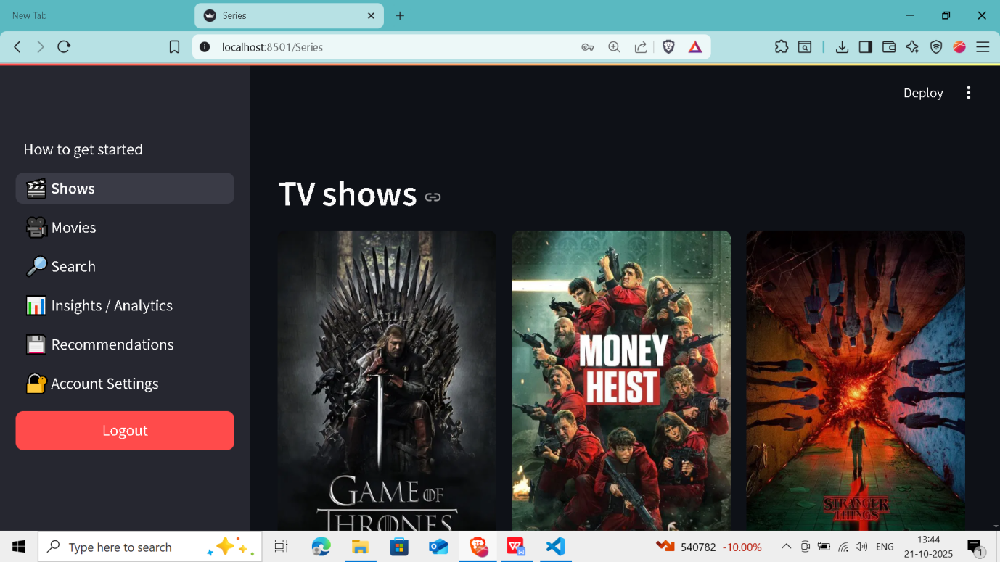 New Tab
Series
localhost:8501/Series
Deploy
How to get started
Shows
Movies
Search
Insights / Analytics
Recommendations
Account Settings
Logout
TV shows
GAME OF
THRONES
MONEY
HEIST
STRANGER
THINGS
Type here to search
540782 -10.00%
ENG
13:44
21-10-2025
1